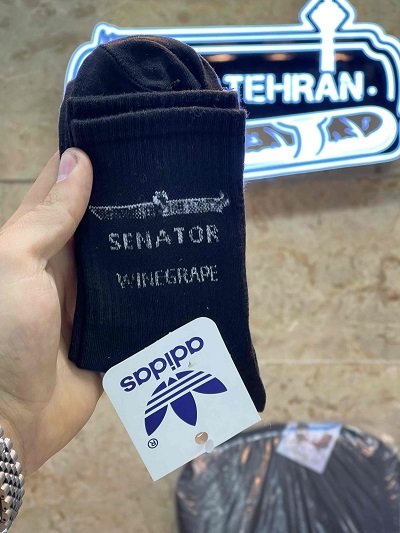 TEHRAN
SENATOR
WINEGRAPE
adidas
®